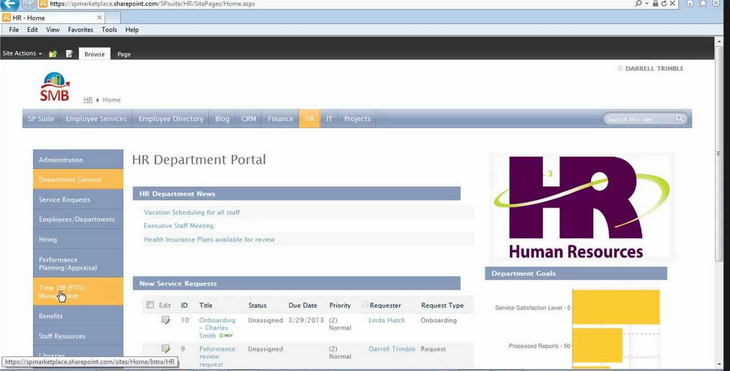 https://spmarketplace.sharepoint.com/SPsuite/HR/SitePages/Home.aspx
HR - Home
File Edit View Favorites Tools Help
Site Actions Browse Page
DARRELL TRIMBLE
SMB
HR Home
SP Suite Employee Services Employee Directory Blog CRM Finance HR IT Projects
Search this site...
Administration
Department General
Service Requests
Employees/Departments
Hiring
Performance
Planning/Appraisal
Time Off (PTO)
Management
Benefits
Staff Resources
Libraries
https://spmarketplace.sharepoint.com/sites/Home/Intra/HR
HR Department Portal
HR Department News
Vacation Scheduling for all staff
Executive Staff Meeting
Health Insurance Plans available for review
New Service Requests
Edit ID Title Status Due Date Priority Requester Request Type
10 Onboarding - Charles Smith NEW Unassigned 3/29/2013 (2) Normal Linda Hatch Onboarding
9 Peformance review request Unassigned (2) Normal Darrell Trimble Request
HR
Human Resources
Department Goals
Service Satisfaction Level - 5
Processed Reports - 50